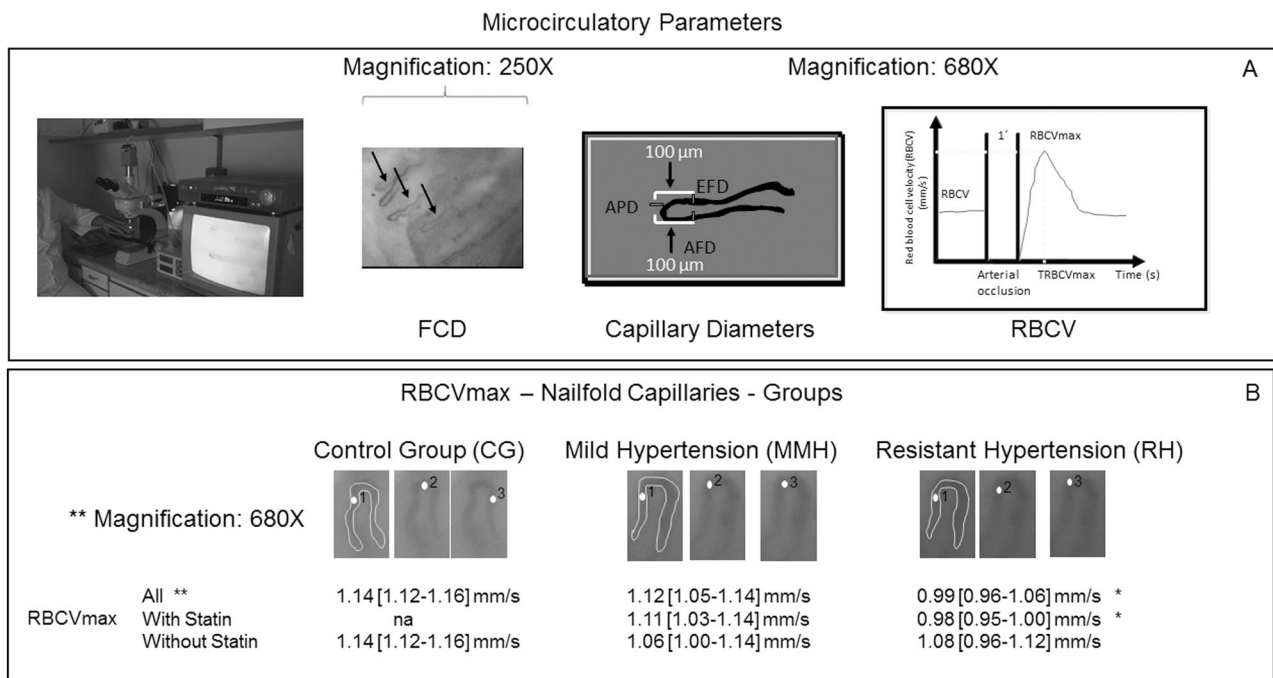 Microcirculatory Parameters
A
Magnification: 250X
Magnification: 680X
100 µm
EFD
APD
AFD
100 µm
Red blood cell velocity(RBCV)
(mm/s)
RBCV
1´
RBCVmax
Arterial
occlusion
TRBCVmax
Time (s)
FCD
Capillary Diameters
RBCV
B
RBCVmax – Nailfold Capillaries - Groups
Control Group (CG)
Mild Hypertension (MMH)
Resistant Hypertension (RH)
** Magnification: 680X
1 2 3
1 2 3
1 2 3
All ** 1.14 [1.12-1.16] mm/s 1.12 [1.05-1.14] mm/s 0.99 [0.96-1.06] mm/s *
RBCVmax With Statin na 1.11 [1.03-1.14] mm/s 0.98 [0.95-1.00] mm/s *
Without Statin 1.14 [1.12-1.16] mm/s 1.06 [1.00-1.14] mm/s 1.08 [0.96-1.12] mm/s